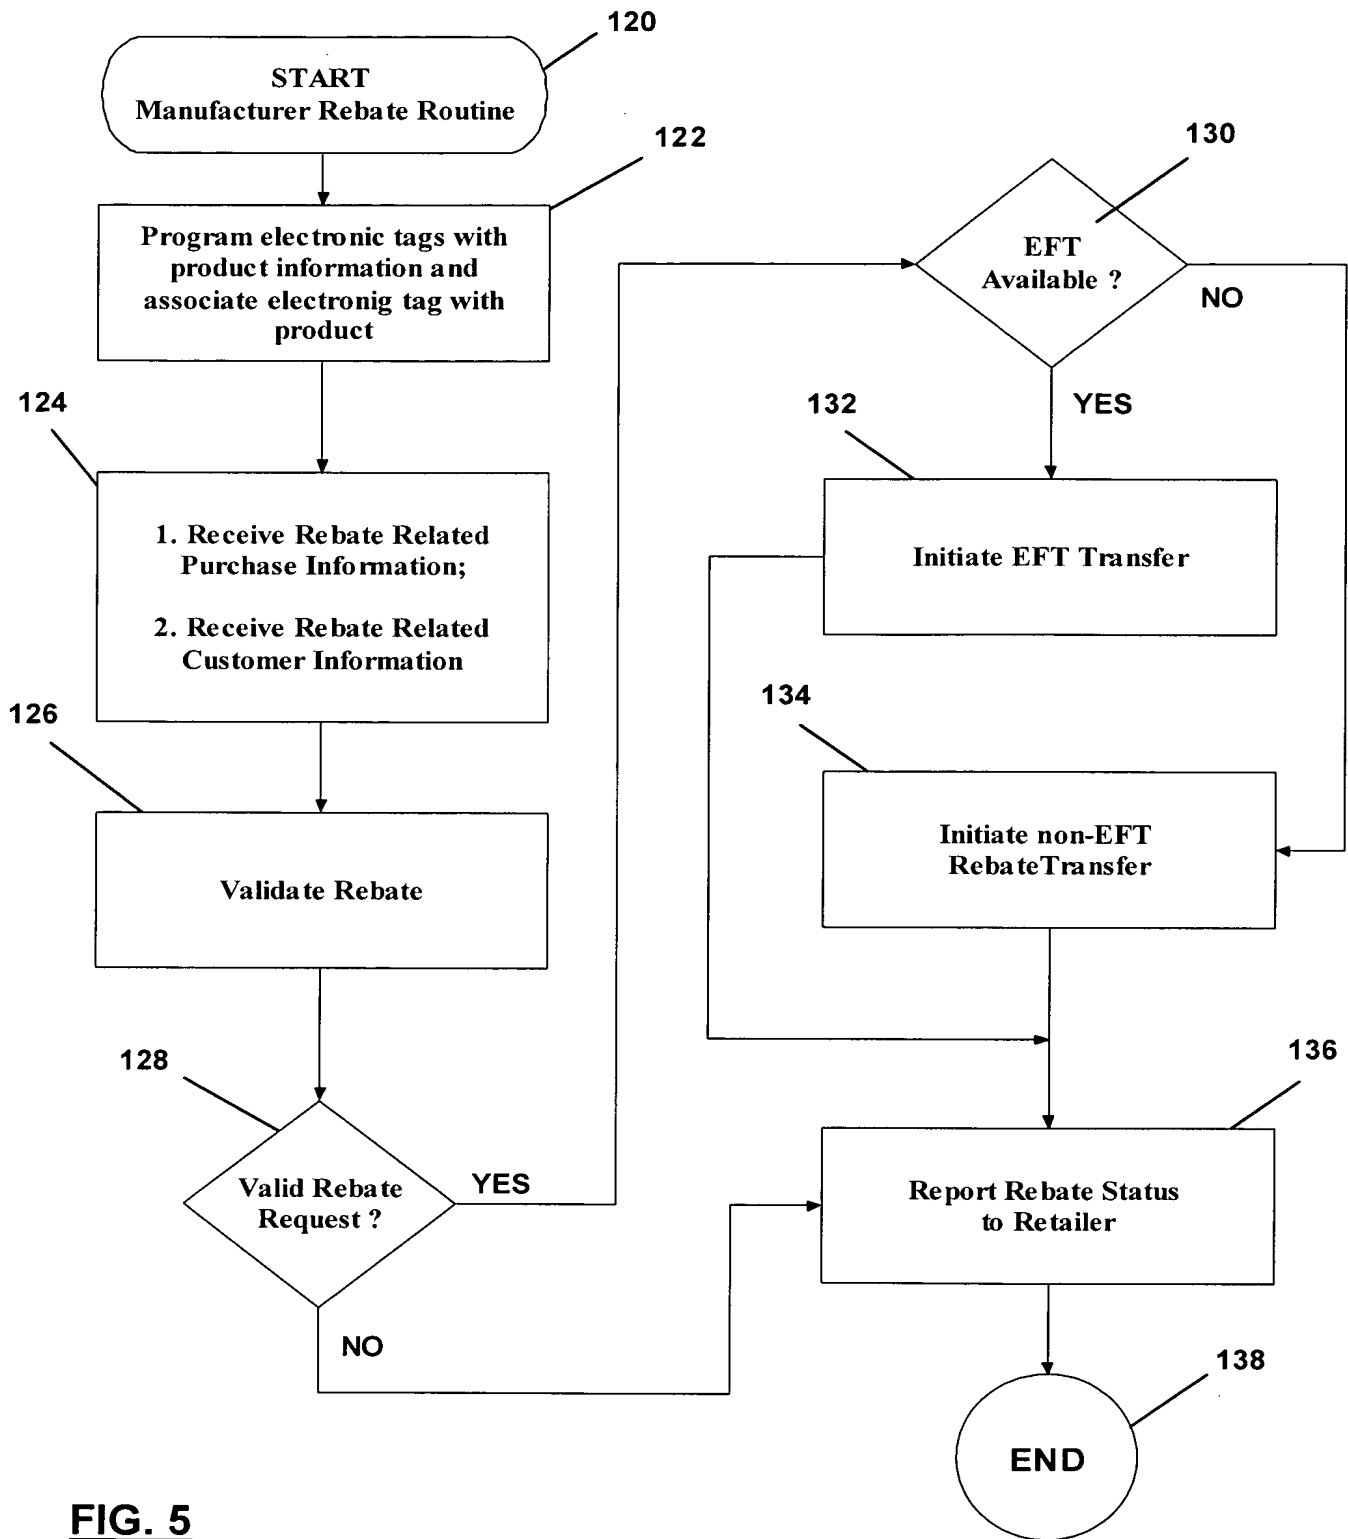 120
START
Manufacturer Rebate Routine
122
Program electronic tags with
product information and
associate electronig tag with
product
124
1. Receive Rebate Related
Purchase Information;
2. Receive Rebate Related
Customer Information
126
Validate Rebate
128
Valid Rebate
Request ?
YES
NO
130
EFT
Available ?
NO
YES
132
Initiate EFT Transfer
134
Initiate non-EFT
RebateTransfer
136
Report Rebate Status
to Retailer
138
END
FIG. 5